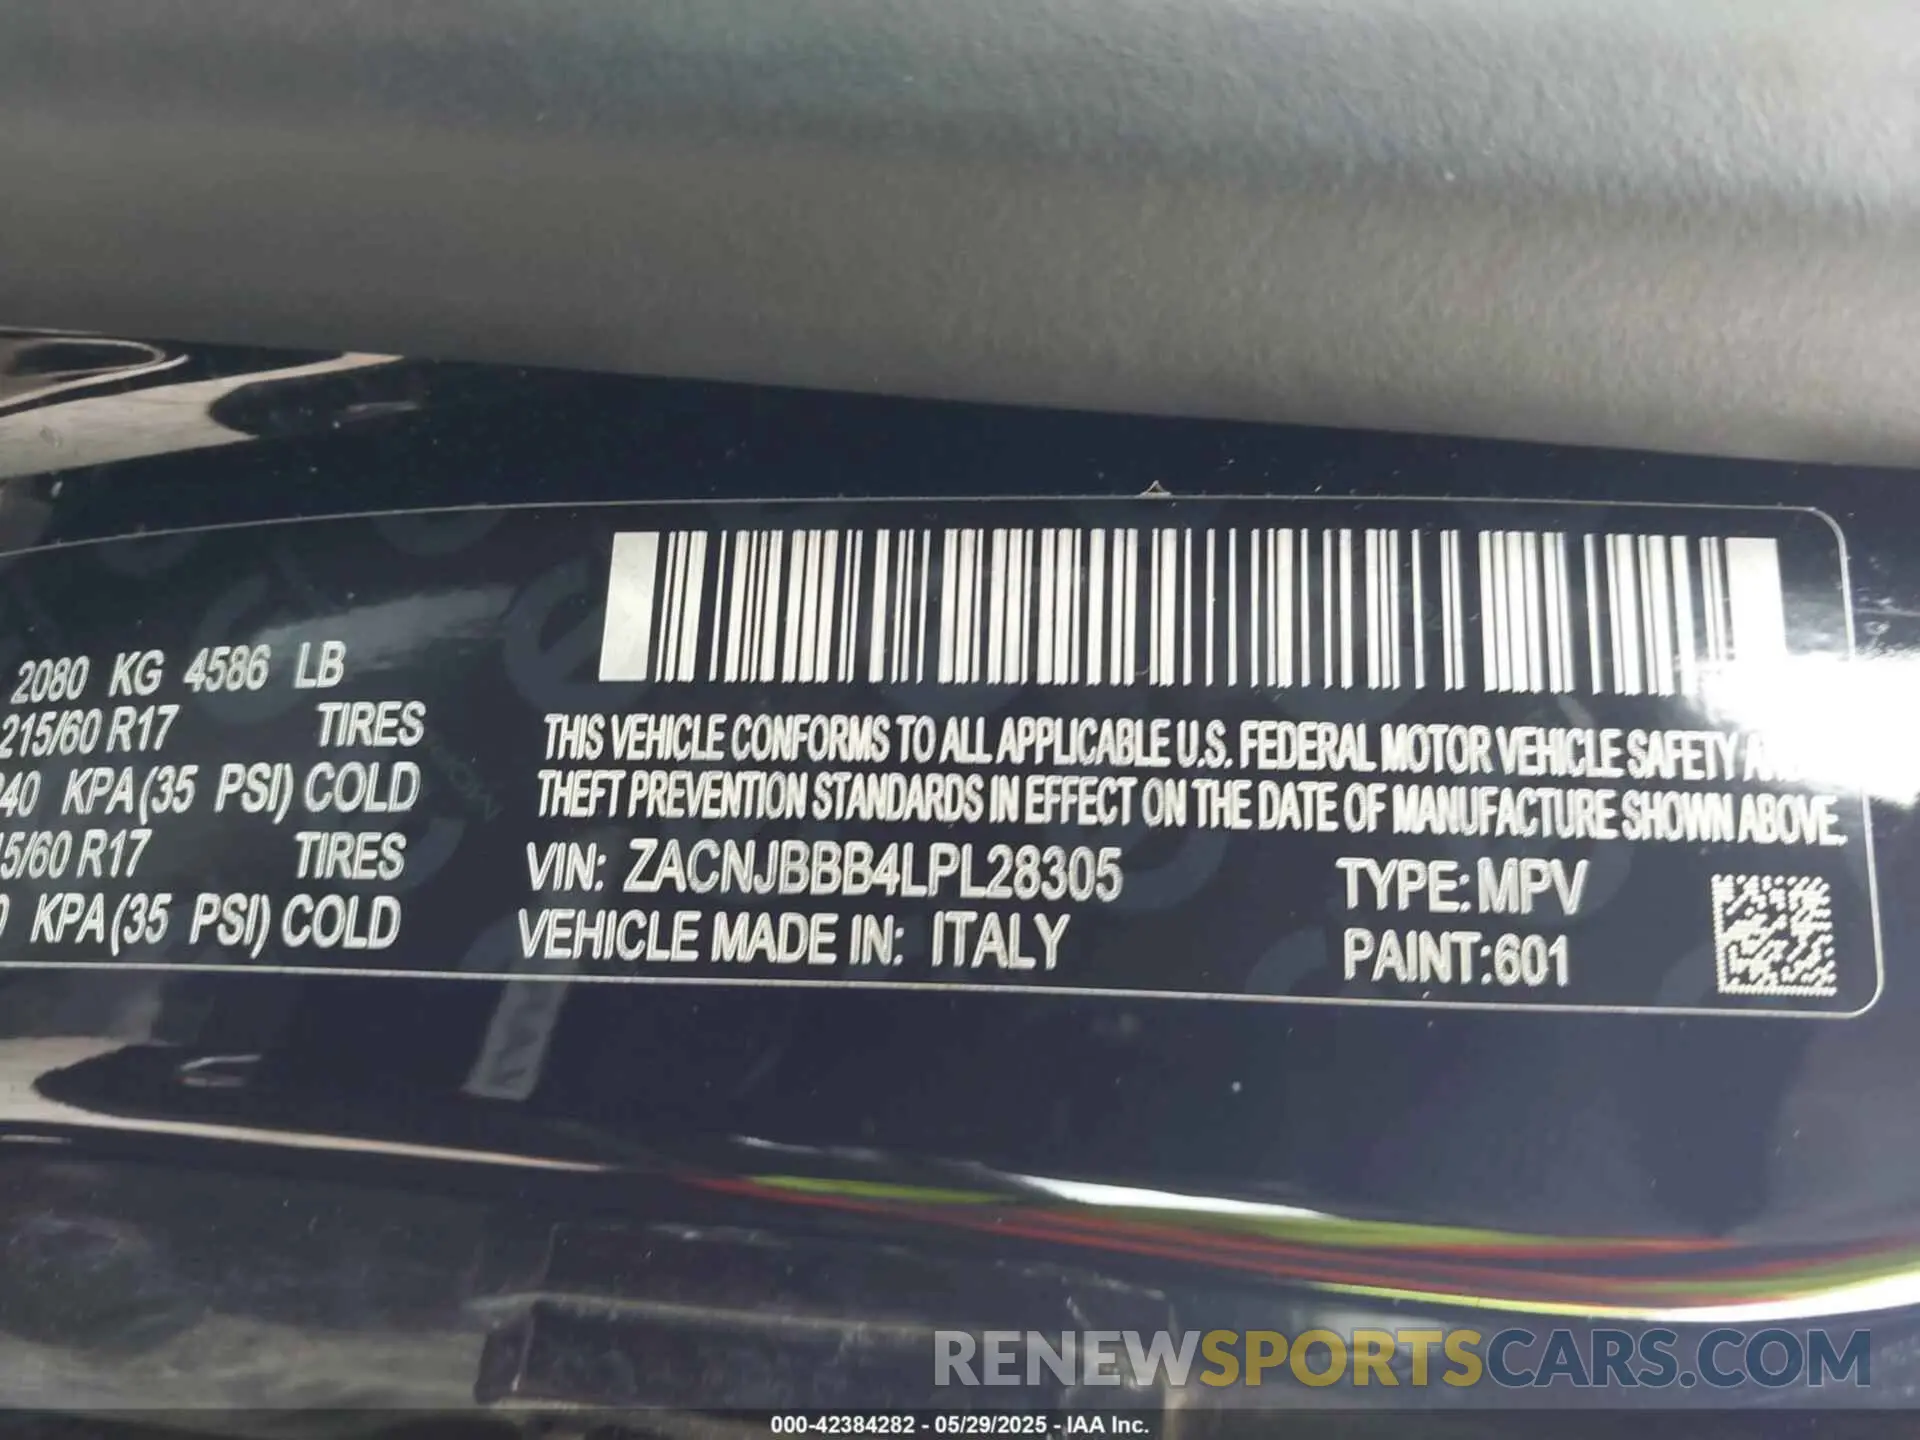 2080 KG 4586 LB
215/60 R17 TIRES
KPA(35 PSI) COLD
R17 TIRES
KPA(35 PSI) COLD
THIS VEHICLE CONFORMS TO ALL APPLICABLE U.S. FEDERAL MOTOR VEHICLE SAFETY
THEFT PREVENTION STANDARDS IN EFFECT ON THE DATE OF MANUFACTURE SHOWN ABOVE.
VIN: ZACNJBBB4LPL28305 TYPE: MPV
VEHICLE MADE IN: ITALY PAINT:601
RENEWSPORTSCARS.COM
000-42384282 - 05/29/2025 - IAA Inc.